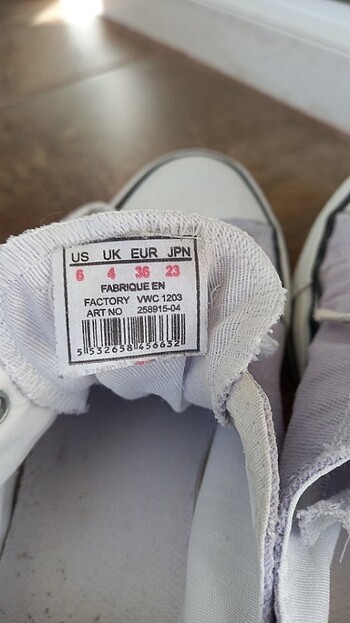 US UK EUR JPN
6 4 36 23
FABRIQUE EN
FACTORY VWC 1203
ART NO 258915-04
5 532658 456632